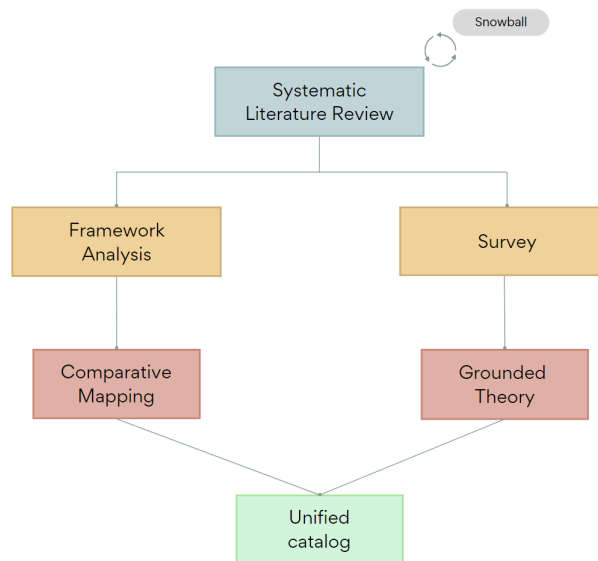 Snowball
Systematic
Literature Review
Framework
Analysis
Survey
Comparative
Mapping
Grounded
Theory
Unified
catalog